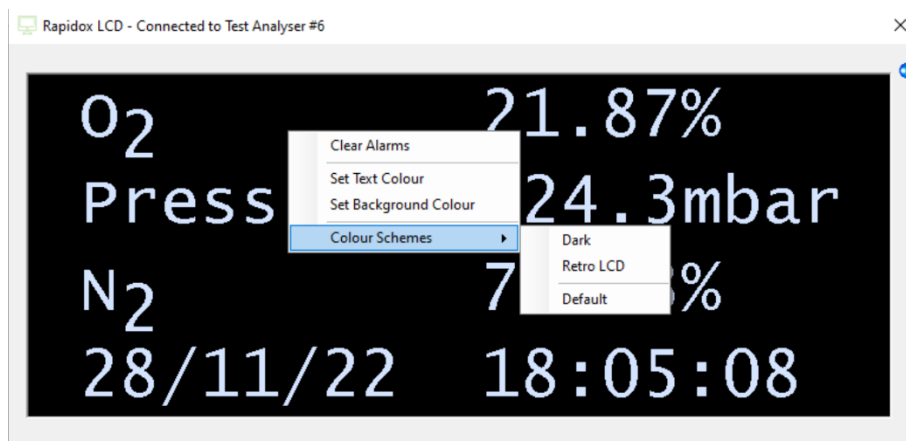 Rapidox LCD - Connected to Test Analyser #6
O2 21.87%
Clear Alarms
Set Text Colour
Press 24.3mbar
Set Background Colour
Colour Schemes
Dark
Retro LCD
Default
N2 7 %
28/11/22 18:05:08